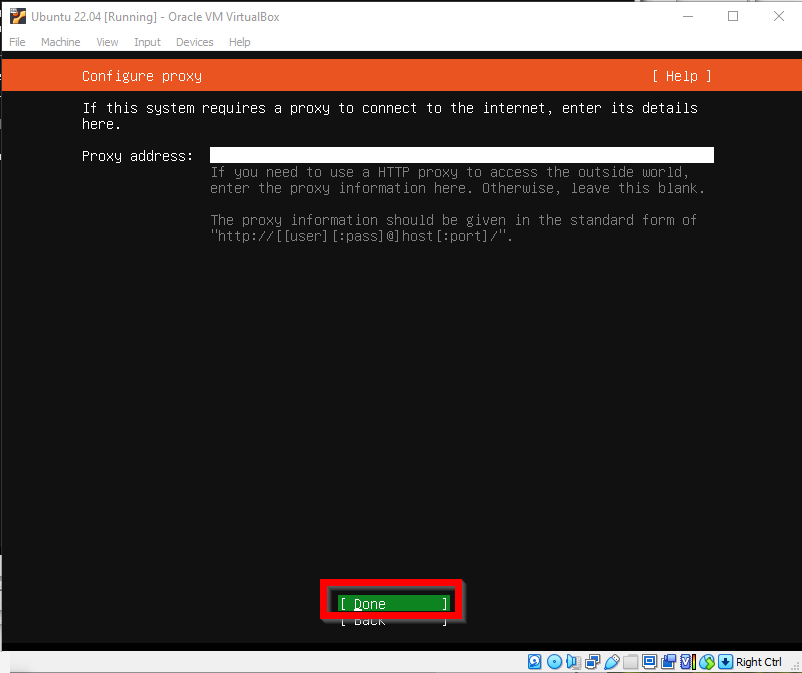 Ubuntu 22.04 [Running] - Oracle VM VirtualBox
File Machine View Input Devices Help
Configure proxy [ Help ]
If this system requires a proxy to connect to the internet, enter its details
here.
Proxy address:
If you need to use a HTTP proxy to access the outside world,
enter the proxy information here. Otherwise, leave this blank.
The proxy information should be given in the standard form of
"http://[[user][:pass]@]host[:port]/".
[ Done ]
[ Back ]
Right Ctrl